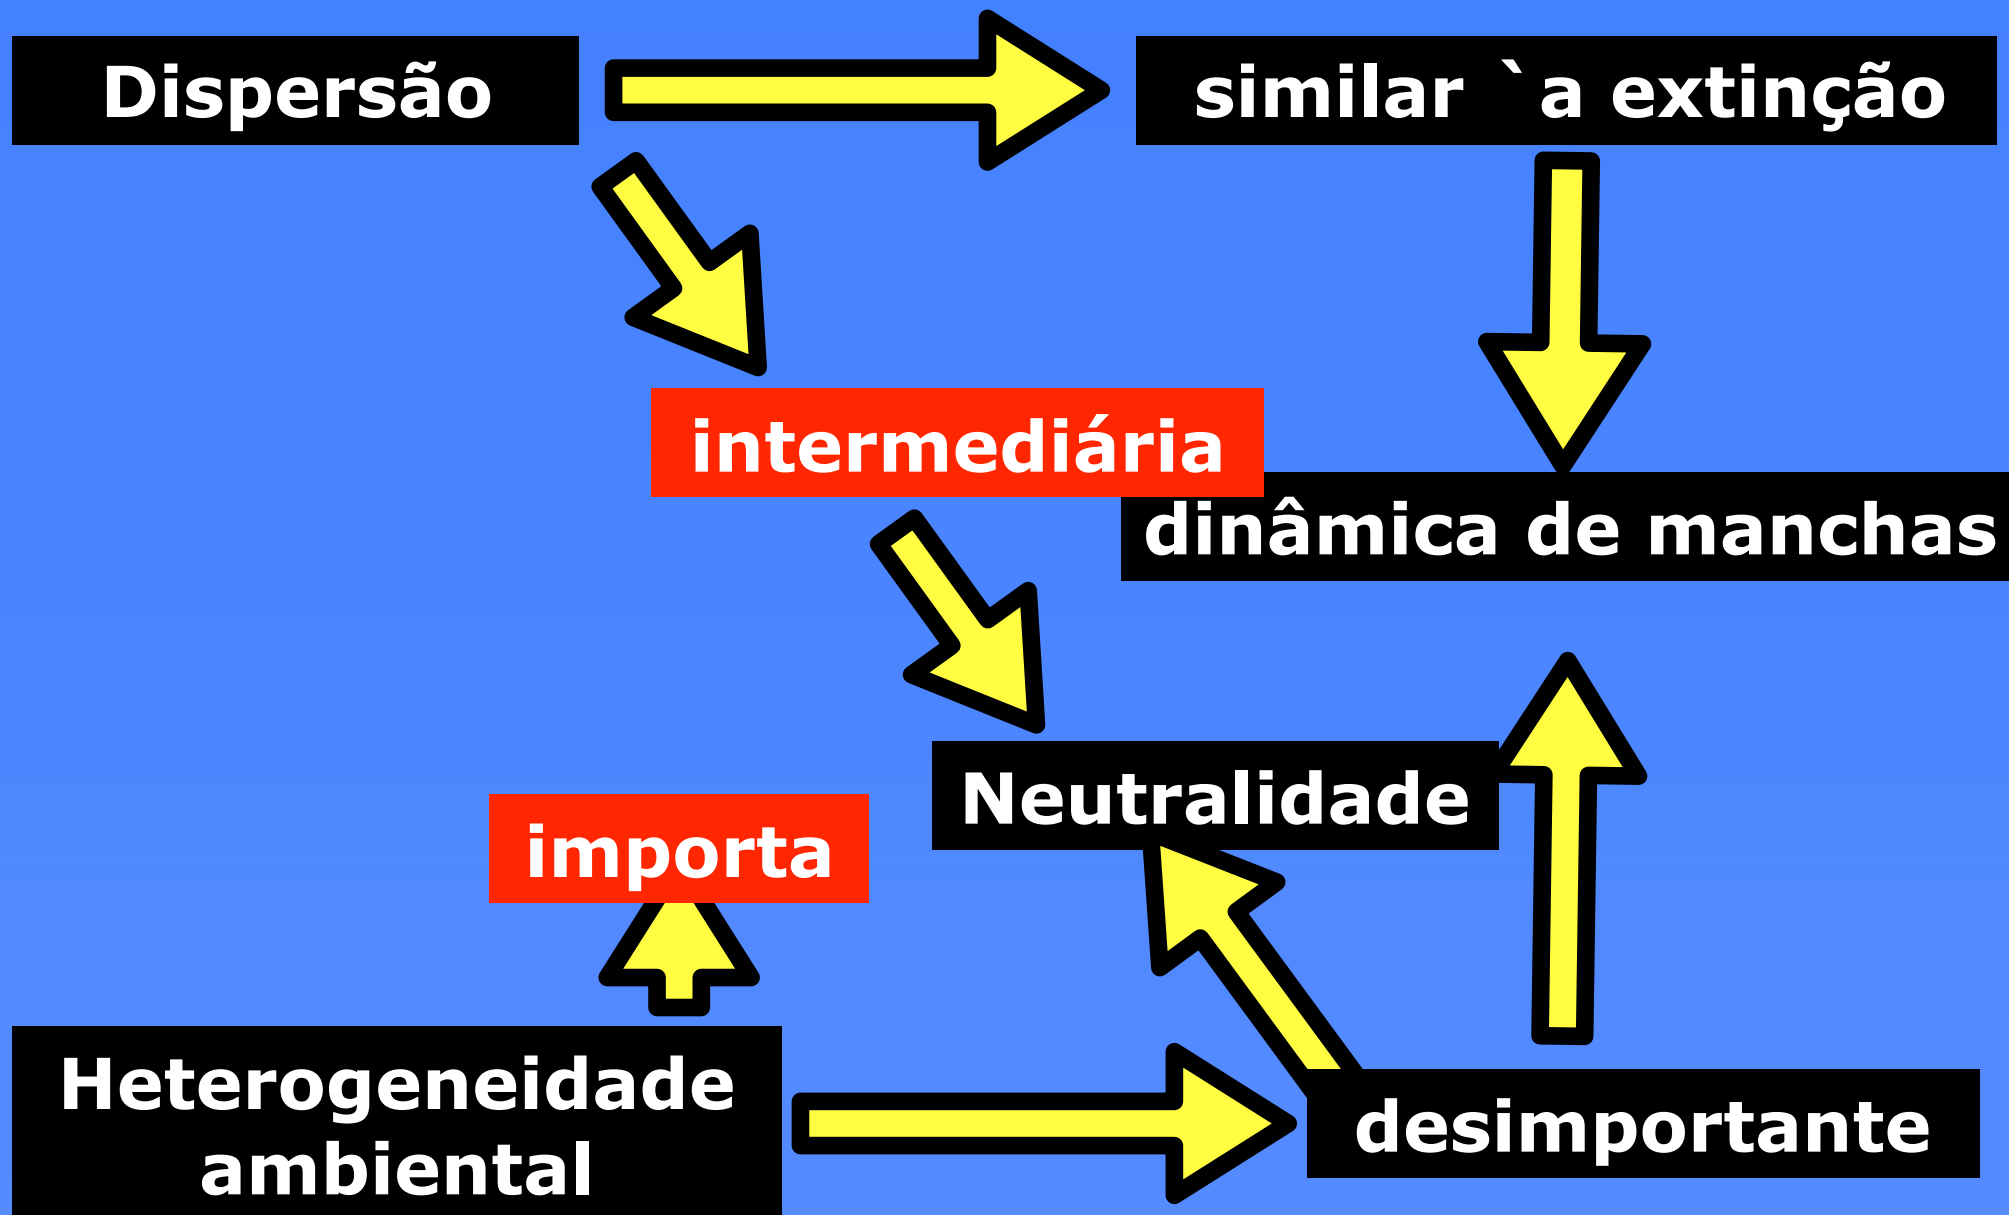 Dispersão
similar `a extinção
intermediária
dinâmica de manchas
Neutralidade
importa
Heterogeneidade
ambiental
desimportante